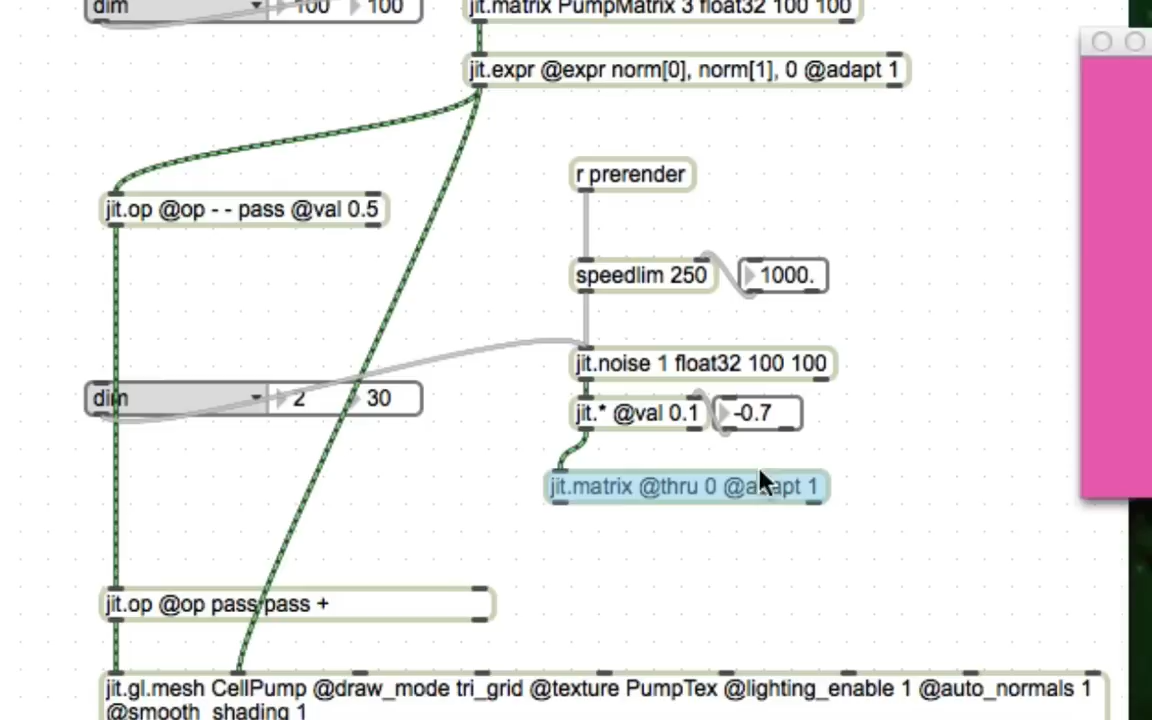 dim 100 100
jit.matrix PumpMatrix 3 float32 100 100
jit.expr @expr norm[0], norm[1], 0 @adapt 1
r prerender
jit.op @op - - pass @val 0.5
speedlim 250
1000.
jit.noise 1 float32 100 100
dim 2 30
jit.* @val 0.1
-0.7
jit.matrix @thru 0 @adapt 1
jit.op @op pass pass +
jit.gl.mesh CellPump @draw_mode tri_grid @texture PumpTex @lighting_enable 1 @auto_normals 1
@smooth_shading 1